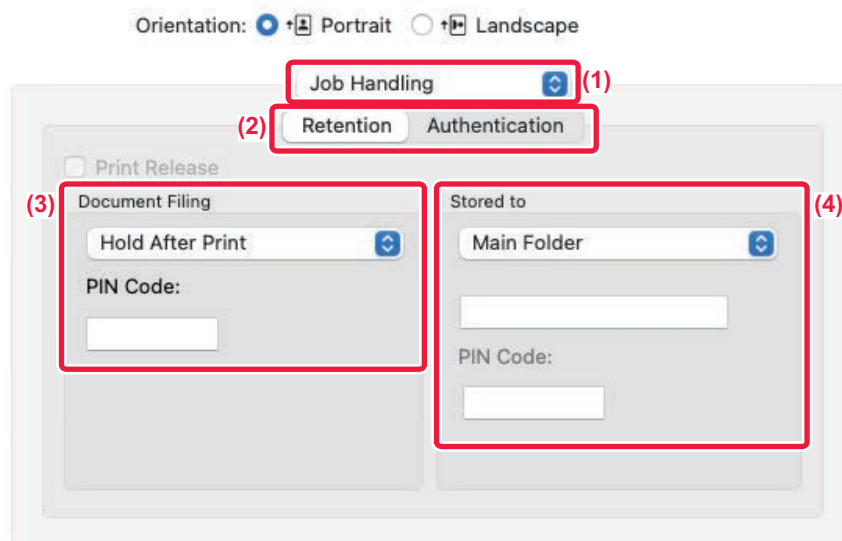 Orientation: Portrait Landscape
Job Handling (1)
(2) Retention Authentication
Print Release
(3) Document Filing Stored to (4)
Hold After Print Main Folder
PIN Code:
PIN Code: